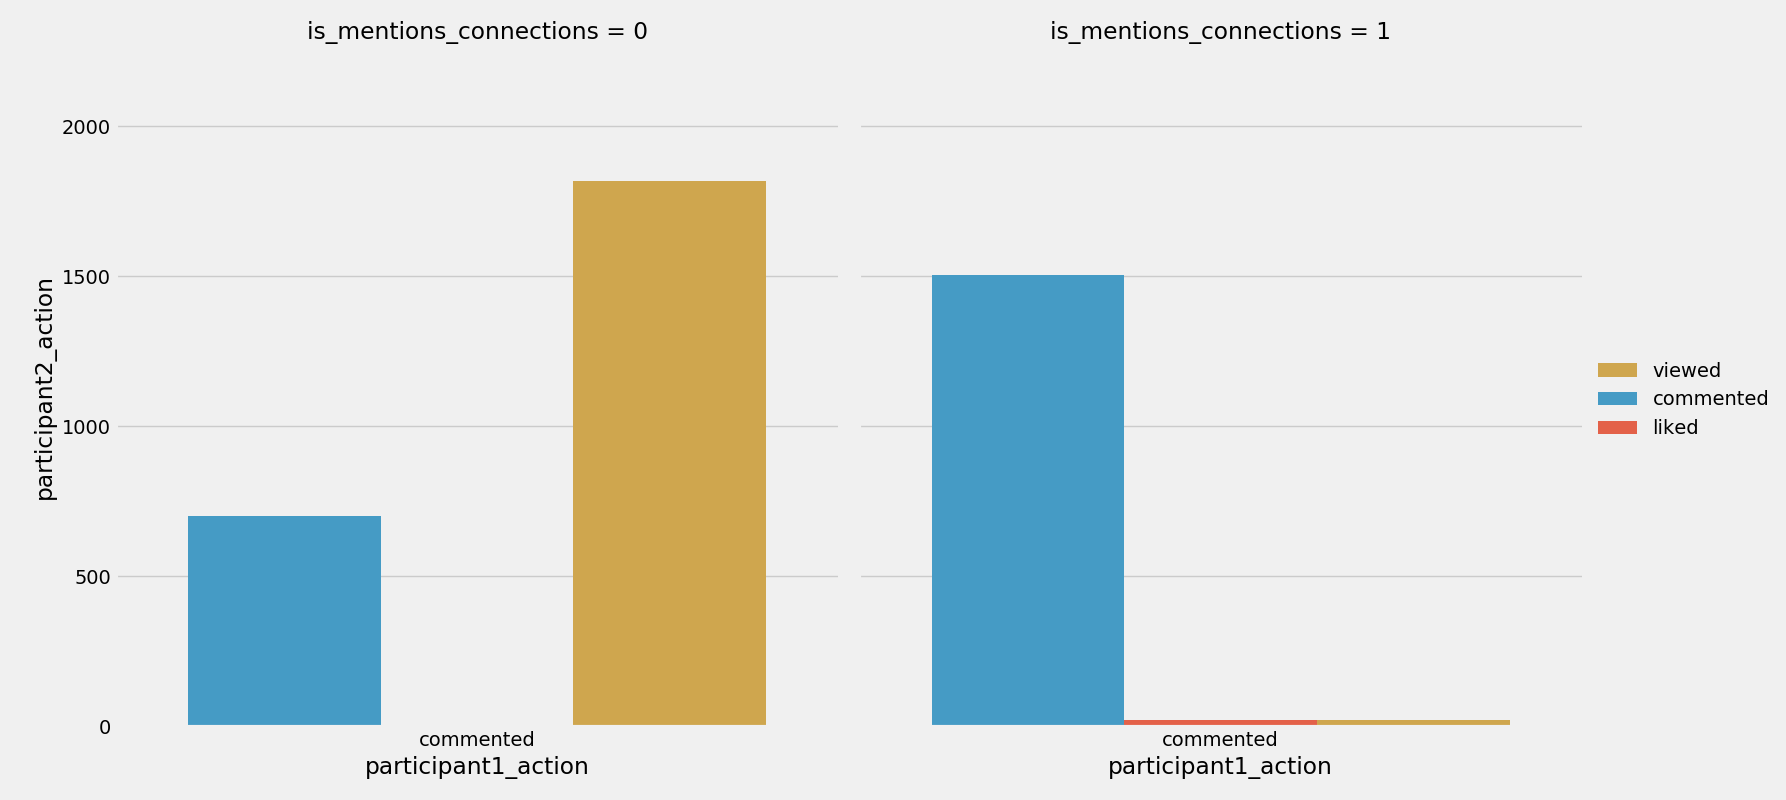 is_mentions_connections = 0
is_mentions_connections = 1
participant2_action
2000
1500
1000
500
0
commented
commented
participant1_action
participant1_action
viewed
commented
liked